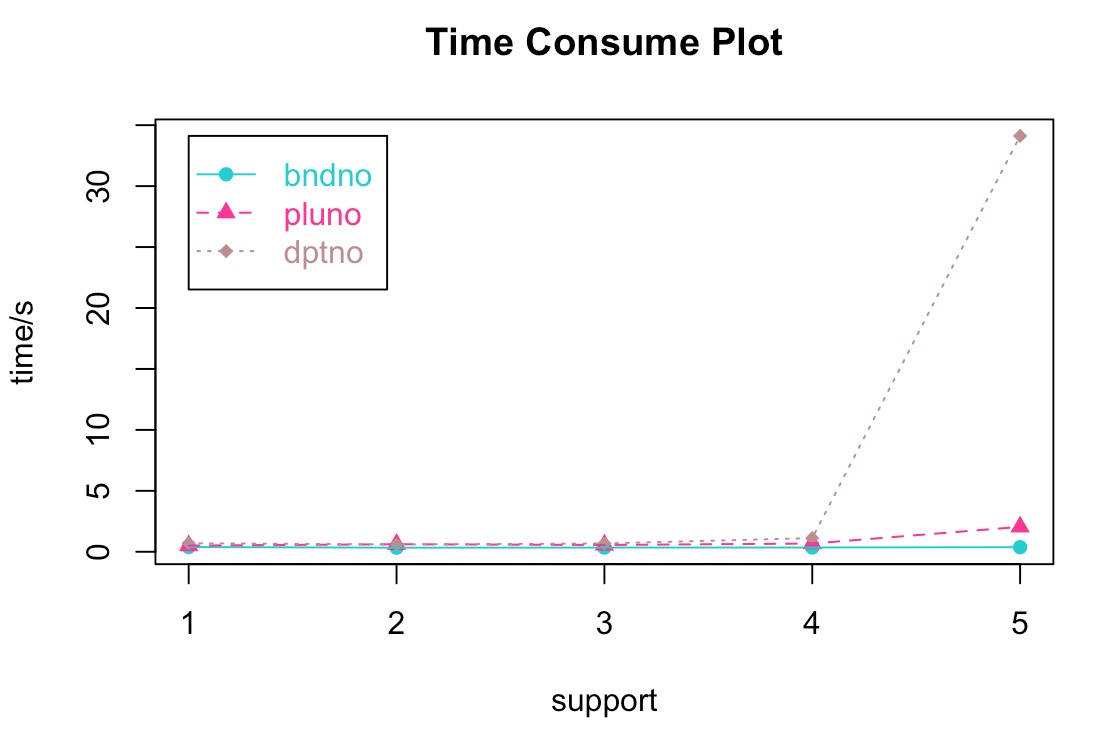 Time Consume Plot
bndno
pluno
dptno
time/s
30
20
10
5
0
1 2 3 4 5
support